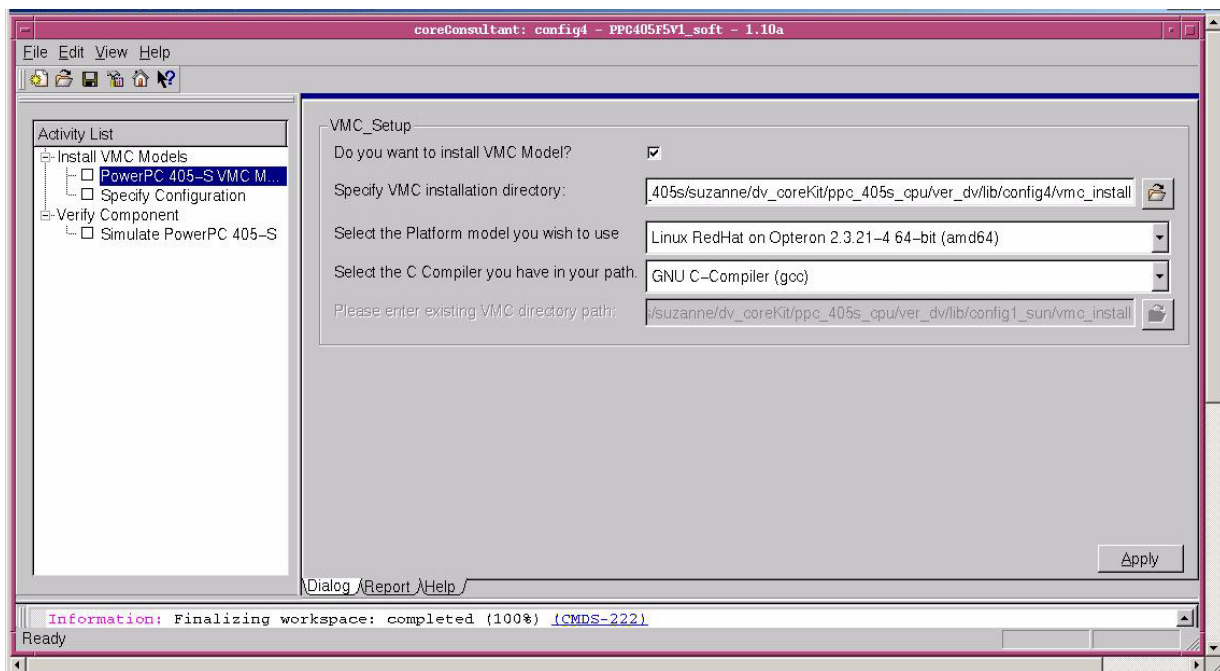 coreConsultant: config4 – PPC405F5V1_soft – 1.10a
File Edit View Help
Activity List
Install VMC Models
PowerPC 405–S VMC M...
Specify Configuration
Verify Component
Simulate PowerPC 405–S
VMC_Setup
Do you want to install VMC Model?
Specify VMC installation directory: _405s/suzanne/dv_coreKit/ppc_405s_cpu/ver_dv/lib/config4/vmc_install
Select the Platform model you wish to use Linux RedHat on Opteron 2.3.21–4 64–bit (amd64)
Select the C Compiler you have in your path. GNU C–Compiler (gcc)
Please enter existing VMC directory path: s/suzanne/dv_coreKit/ppc_405s_cpu/ver_dv/lib/config1_sun/vmc_install
Apply
Dialog Report Help
Information: Finalizing workspace: completed (100%) (CMDS-222)
Ready